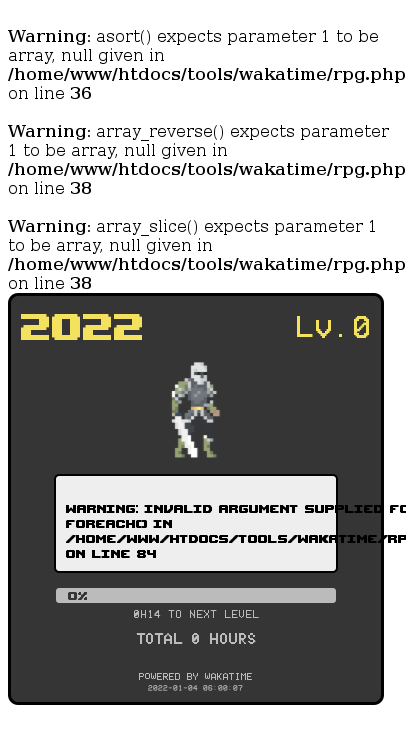 Warning: asort() expects parameter 1 to be
array, null given in
/home/www/htdocs/tools/wakatime/rpg.php
on line 36
Warning: array_reverse() expects parameter
1 to be array, null given in
/home/www/htdocs/tools/wakatime/rpg.php
on line 38
Warning: array_slice() expects parameter 1
to be array, null given in
/home/www/htdocs/tools/wakatime/rpg.php
on line 38
2022 Lv.0
WARNING: INVALID ARGUMENT SUPPLIED FO
FOREACH() IN
/HOME/WWW/HTDOCS/TOOLS/WAKATIME/RP
ON LINE 84
0%
0H14 TO NEXT LEVEL
TOTAL 0 HOURS
POWERED BY WAKATIME
2022-01-04 06:00:07